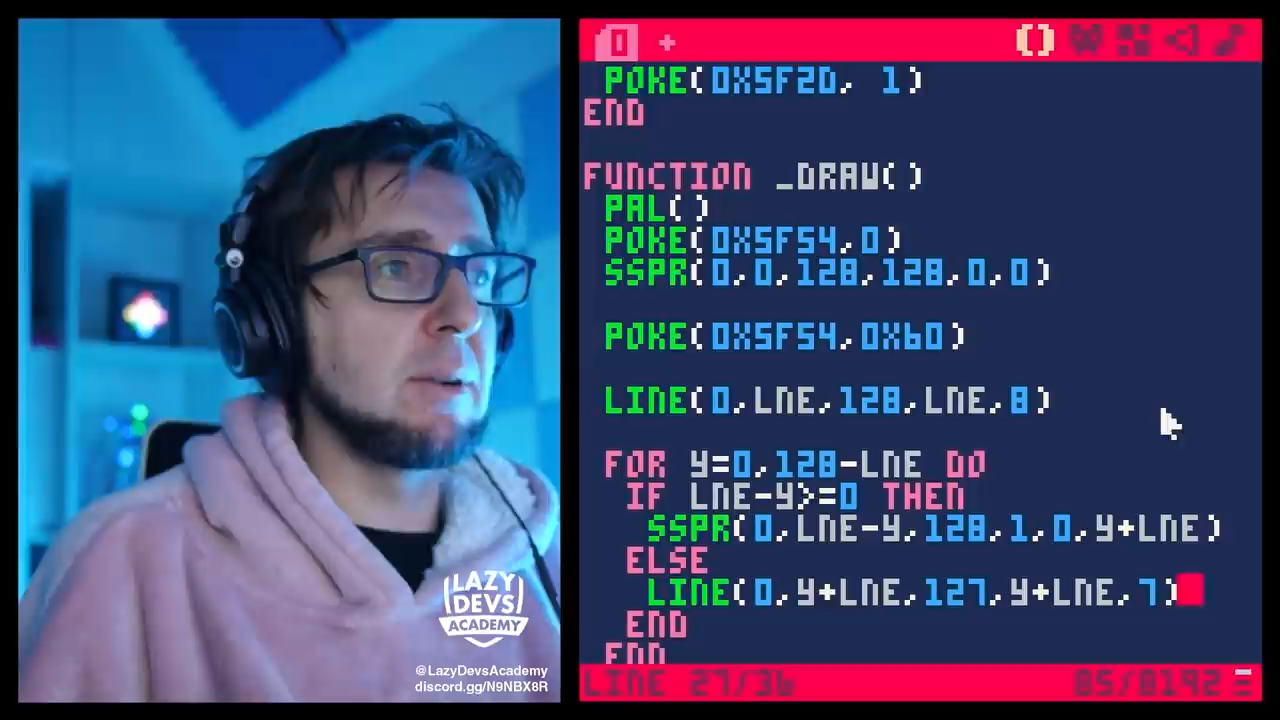 LAZY
DEVS
ACADEMY
@LazyDevsAcademy
discord.gg/N9NBX8R
0 +
POKE(0X5F2D, 1)
END
FUNCTION _DRAW()
PAL()
POKE(0X5F54,0)
SSPR(0,0,128,128,0,0)
POKE(0X5F54,0X60)
LINE(0,LNE,128,LNE,8)
FOR Y=0,128-LNE DO
IF LNE-Y>=0 THEN
SSPR(0,LNE-Y,128,1,0,Y+LNE)
ELSE
LINE(0,Y+LNE,127,Y+LNE,7)
END
END
LINE 27/36 85/8192